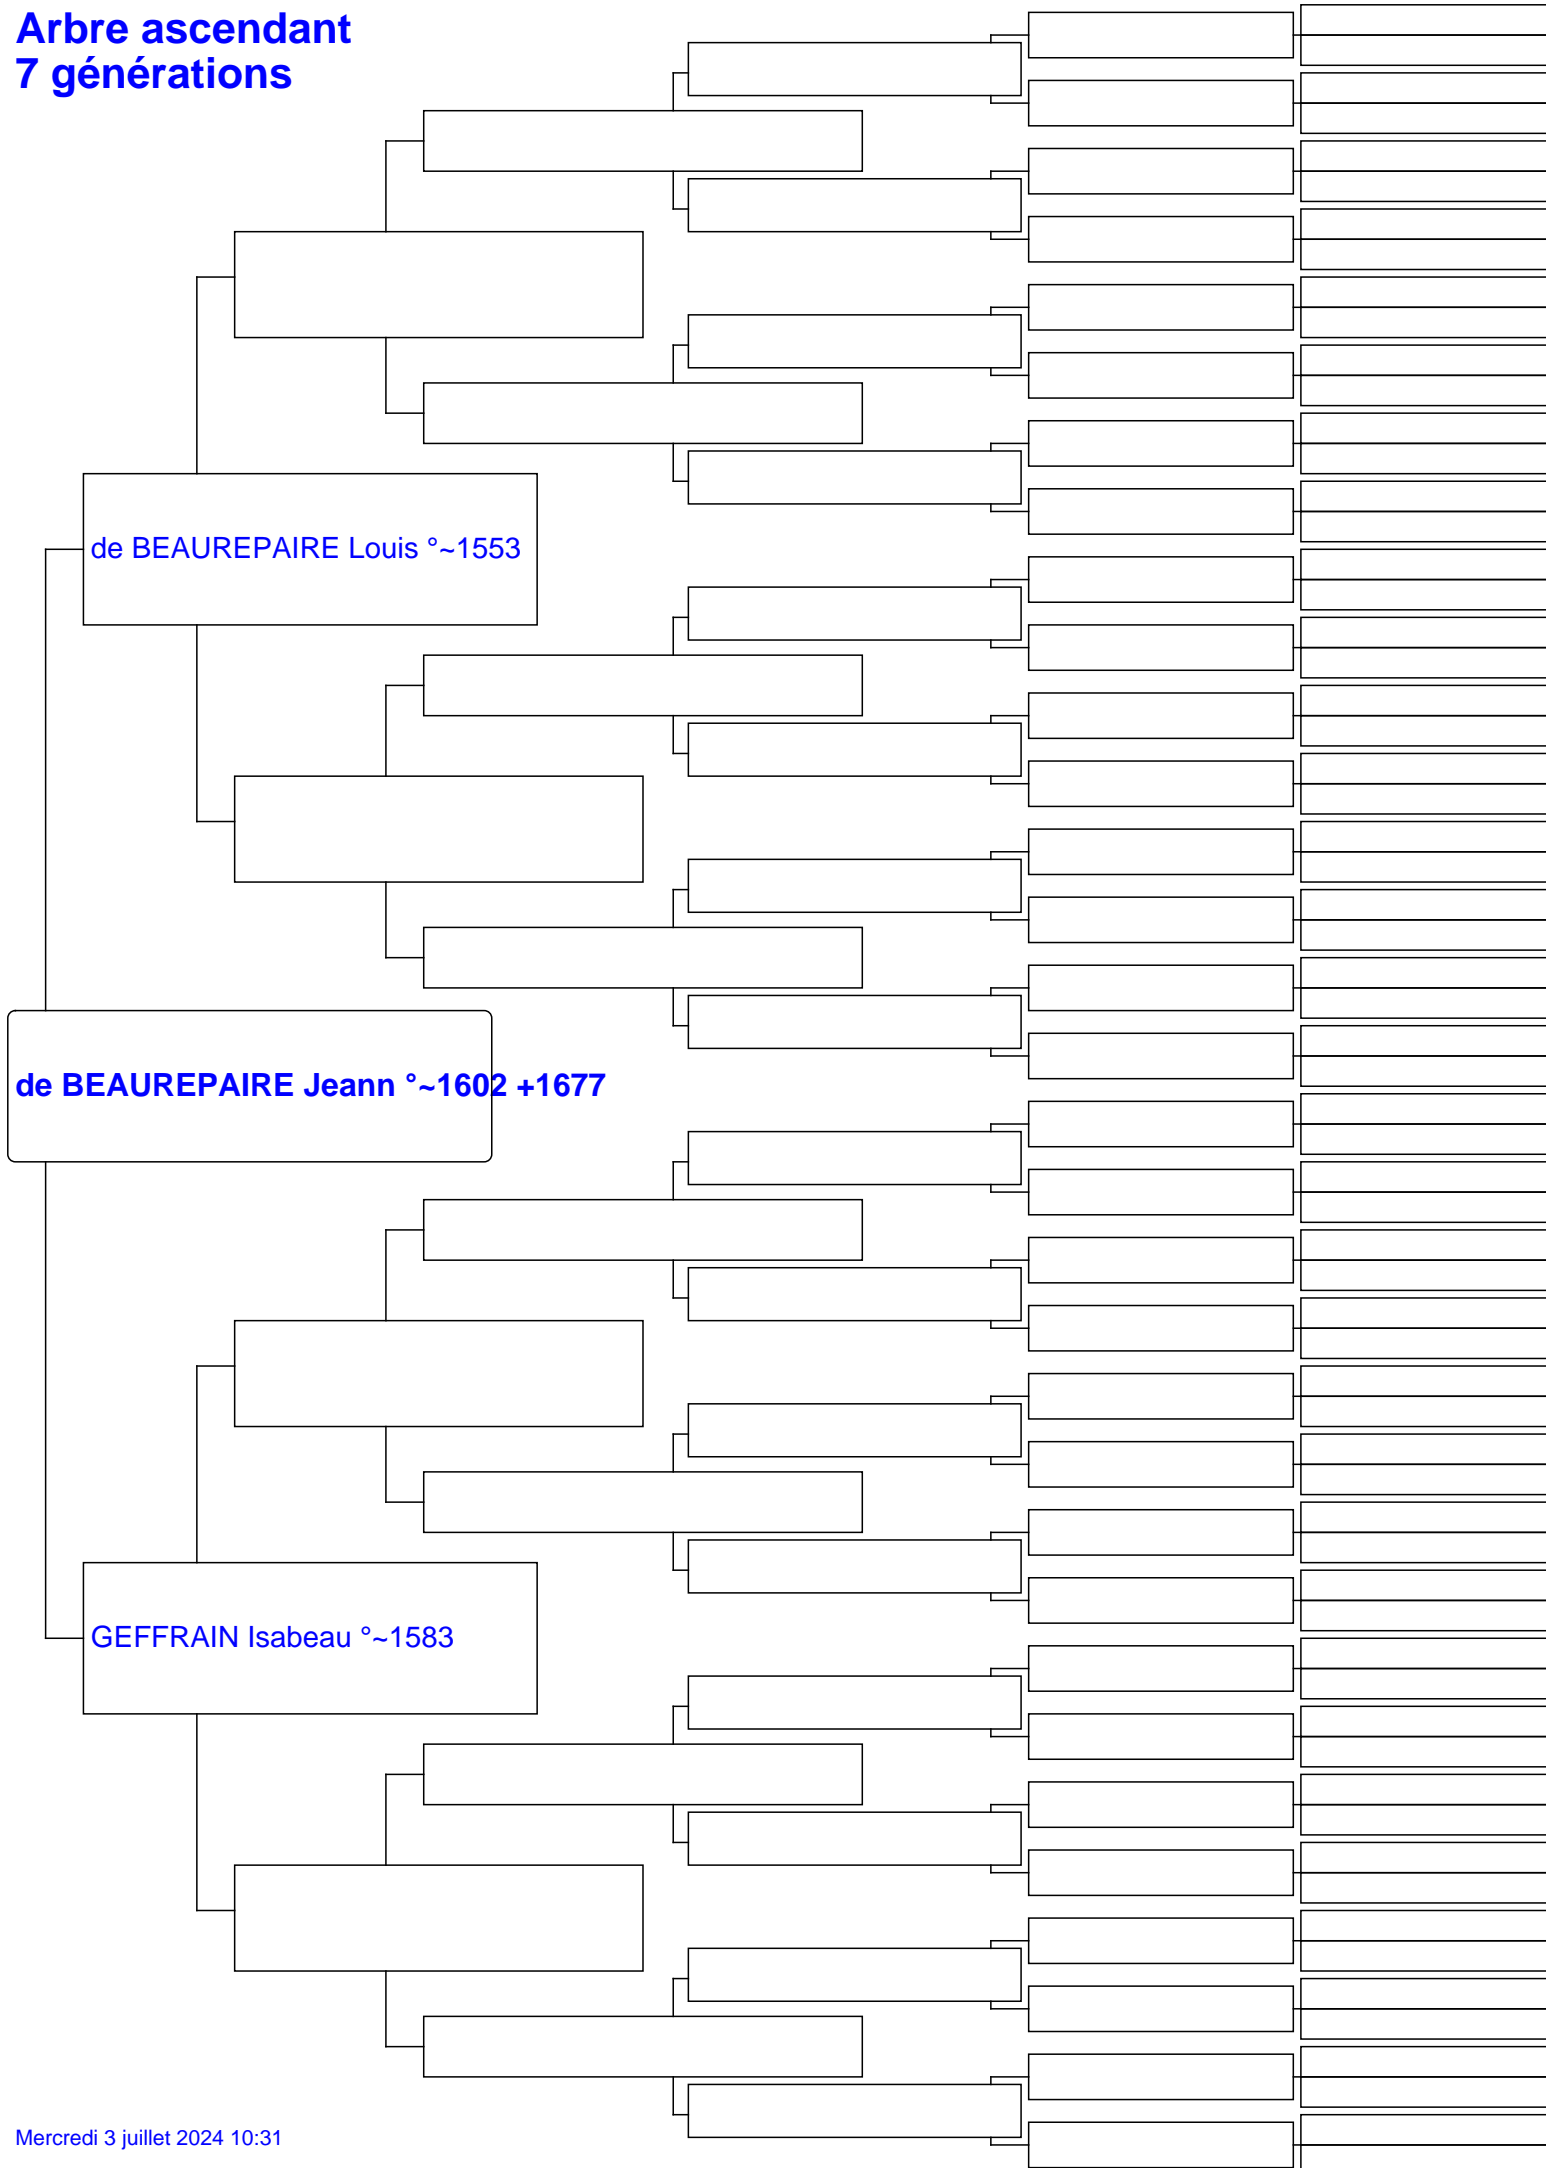 Arbre ascendant
7 générations
de BEAUREPAIRE Louis °~1553
de BEAUREPAIRE Jeann °~1602 +1677
GEFFRAIN Isabeau °~1583
Mercredi 3 juillet 2024 10:31